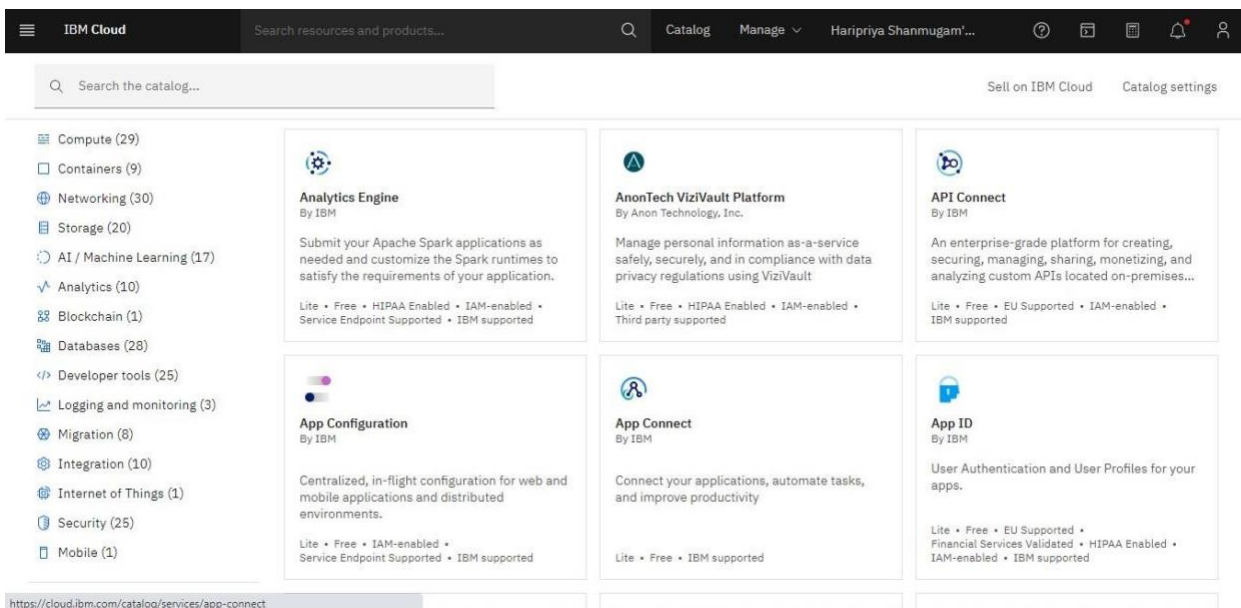 IBM Cloud
Search resources and products...
Catalog
Manage
Haripriya Shanmugam'...
Search the catalog...
Sell on IBM Cloud
Catalog settings
Compute (29)
Containers (9)
Networking (30)
Storage (20)
AI / Machine Learning (17)
Analytics (10)
Blockchain (1)
Databases (28)
Developer tools (25)
Logging and monitoring (3)
Migration (8)
Integration (10)
Internet of Things (1)
Security (25)
Mobile (1)
Analytics Engine
By IBM
Submit your Apache Spark applications as
needed and customize the Spark runtimes to
satisfy the requirements of your application.
Lite • Free • HIPAA Enabled • IAM-enabled •
Service Endpoint Supported • IBM supported
AnonTech ViziVault Platform
By Anon Technology, Inc.
Manage personal information as-a-service
safely, securely, and in compliance with data
privacy regulations using ViziVault
Lite • Free • HIPAA Enabled • IAM-enabled •
Third party supported
API Connect
By IBM
An enterprise-grade platform for creating,
securing, managing, sharing, monetizing, and
analyzing custom APIs located on-premises...
Lite • Free • EU Supported • IAM-enabled •
IBM supported
App Configuration
By IBM
Centralized, in-flight configuration for web and
mobile applications and distributed
environments.
Lite • Free • IAM-enabled •
Service Endpoint Supported • IBM supported
App Connect
By IBM
Connect your applications, automate tasks,
and improve productivity
Lite • Free • IBM supported
App ID
By IBM
User Authentication and User Profiles for your
apps.
Lite • Free • EU Supported •
Financial Services Validated • HIPAA Enabled •
IAM-enabled • IBM supported
https://cloud.ibm.com/catalog/services/app-connect